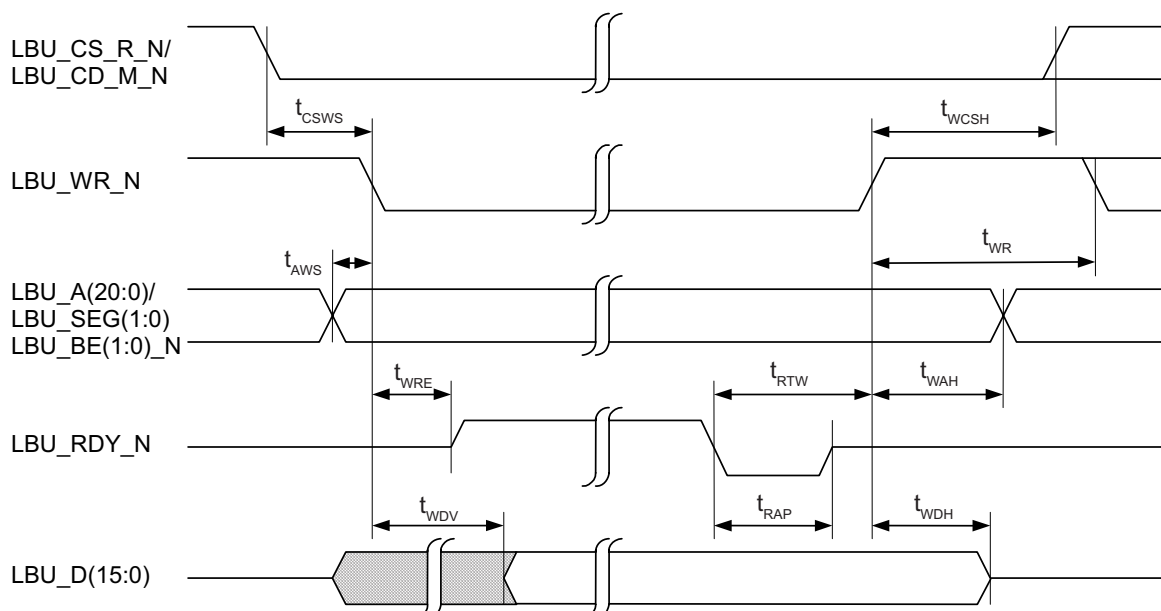 LBU_CS_R_N/
LBU_CD_M_N
tCSWS
tWCSH
LBU_WR_N
tWR
tAWS
LBU_A(20:0)/
LBU_SEG(1:0)
LBU_BE(1:0)_N
tWRE
tRTW
tWAH
LBU_RDY_N
tWDV
tRAP
tWDH
LBU_D(15:0)